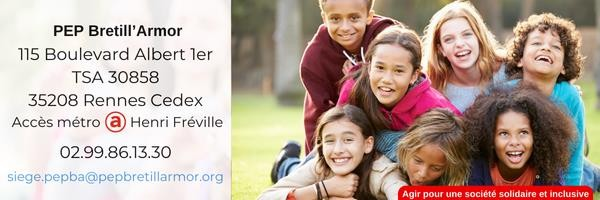 PEP Bretill'Armor
115 Boulevard Albert 1er
TSA 30858
35208 Rennes Cedex
Accès métro a Henri Fréville
02.99.86.13.30
siege.pepba@pepbretillarmor.org
Agir pour une société solidaire et inclusive